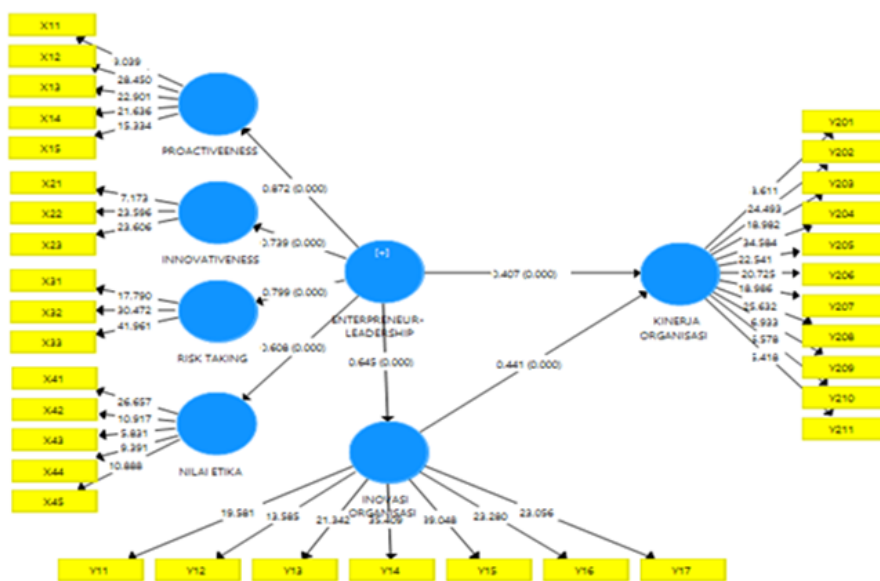 X11
X12
X13
X14
X15
3.039
28.450
22.901
21.636
15.334
PROACTIVEENESS
X21
X22
X23
7.173
23.596
23.606
INNOVATIVENESS
X31
X32
X33
17.790
30.472
41.961
RISK TAKING
X41
X42
X43
X44
X45
26.657
10.917
5.831
9.391
10.888
NILAI ETIKA
0.872 (0.000)
0.739 (0.000)
0.799 (0.000)
0.608 (0.000)
[+]
ENTERPRENEUR-
LEADERSHIP
0.407 (0.000)
0.645 (0.000)
0.441 (0.000)
KINERJA
ORGANISASI
3.611
24.493
18.982
34.584
22.541
20.725
18.986
25.632
6.933
5.418
Y201
Y202
Y203
Y204
Y205
Y206
Y207
Y208
Y209
Y210
Y211
INOVASI
ORGANISASI
19.581
13.585
21.342
39.048
23.280
23.056
Y11
Y12
Y13
Y14
Y15
Y16
Y17